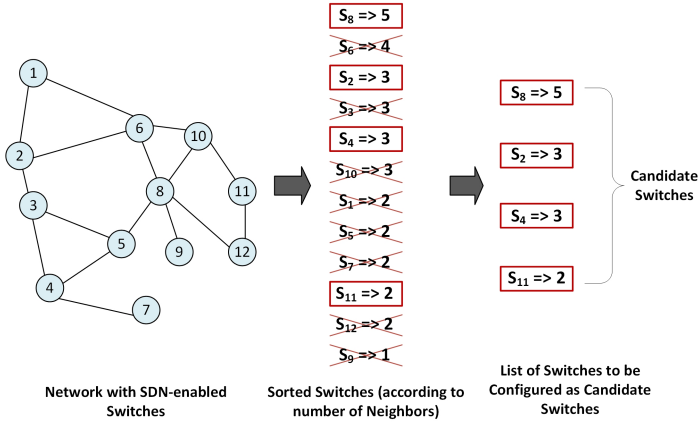 1
2
3
4
5
6
7
8
9
10
11
12
S8 => 5
S6 => 4
S2 => 3
S3 => 3
S4 => 3
S10 => 3
S1 => 2
S5 => 2
S7 => 2
S11 => 2
S12 => 2
S9 => 1
S8 => 5
S2 => 3
S4 => 3
S11 => 2
Candidate
Switches
Network with SDN-enabled
Switches
Sorted Switches (according to
number of Neighbors)
List of Switches to be
Configured as Candidate
Switches